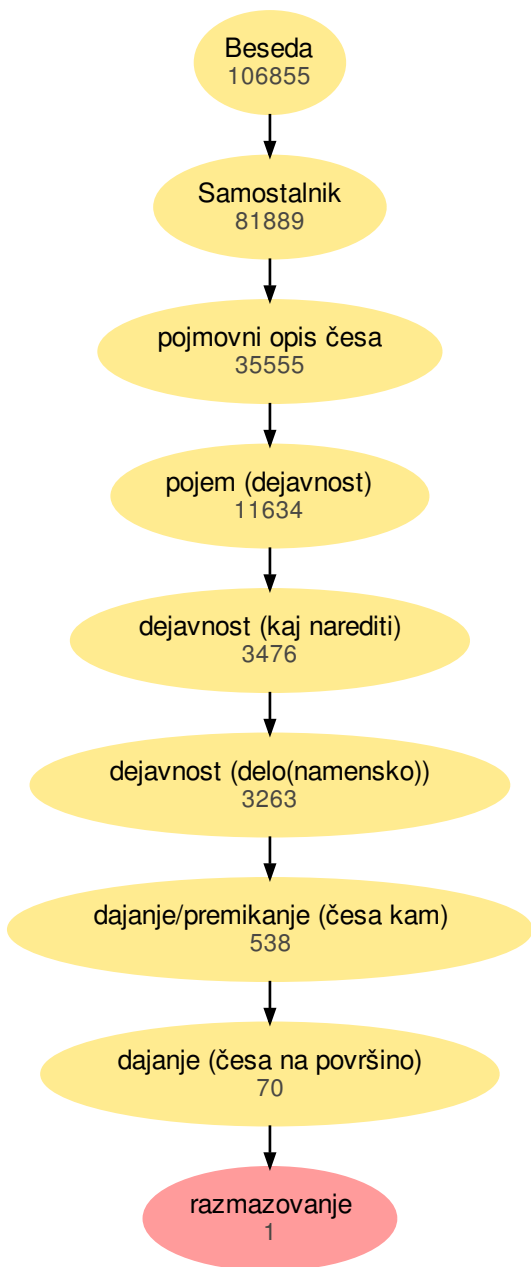 Beseda
106855
Samostalnik
81889
pojmovni opis česa
35555
pojem (dejavnost)
11634
dejavnost (kaj narediti)
3476
dejavnost (delo(namensko))
3263
dajanje/premikanje (česa kam)
538
dajanje (česa na površino)
70
razmazovanje
1